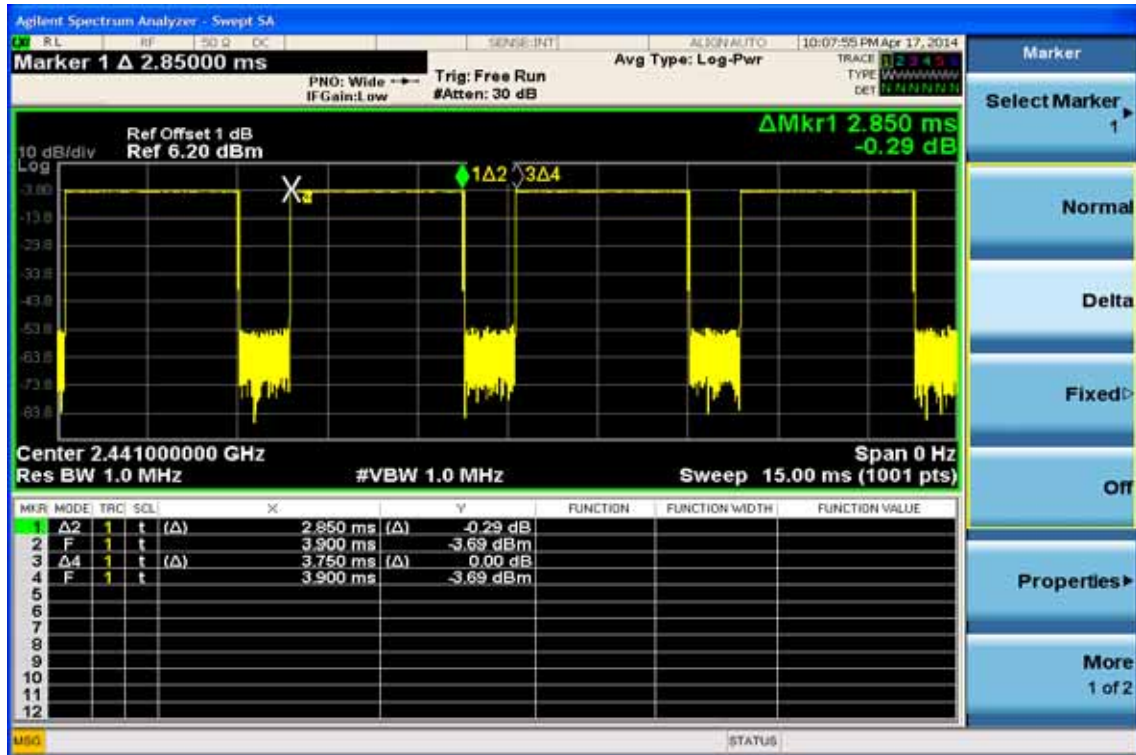 Agilent Spectrum Analyzer - Swept SA
RL RF 50 Ω DC SENSE:INT ALIGN AUTO 10:07:55 PM Apr 17, 2014
Marker 1 Δ 2.85000 ms
PNO: Wide
IFGain:Low
Trig: Free Run
#Atten: 30 dB
Avg Type: Log-Pwr
TRACE 1 2 3 4 5 6
TYPE
DET N N N N N N
ΔMkr1 2.850 ms
-0.29 dB
Ref Offset 1 dB
10 dB/div Ref 6.20 dBm
Log
1Δ2 3Δ4
-3.80
-13.8
-23.8
-33.8
-43.8
-53.8
-63.8
-73.8
-83.8
Center 2.441000000 GHz Span 0 Hz
Res BW 1.0 MHz #VBW 1.0 MHz Sweep 15.00 ms (1001 pts)
MKR MODE TRC SCL X Y FUNCTION FUNCTION WIDTH FUNCTION VALUE
1 Δ2 1 t (Δ) 2.850 ms (Δ) -0.29 dB
2 F 1 t 3.900 ms -3.69 dBm
3 Δ4 1 t (Δ) 3.750 ms (Δ) 0.00 dB
4 F 1 t 3.900 ms -3.69 dBm
5
6
7
8
9
10
11
12
MSG STATUS
Marker
Select Marker
1
Normal
Delta
Fixed
Off
Properties
More
1 of 2